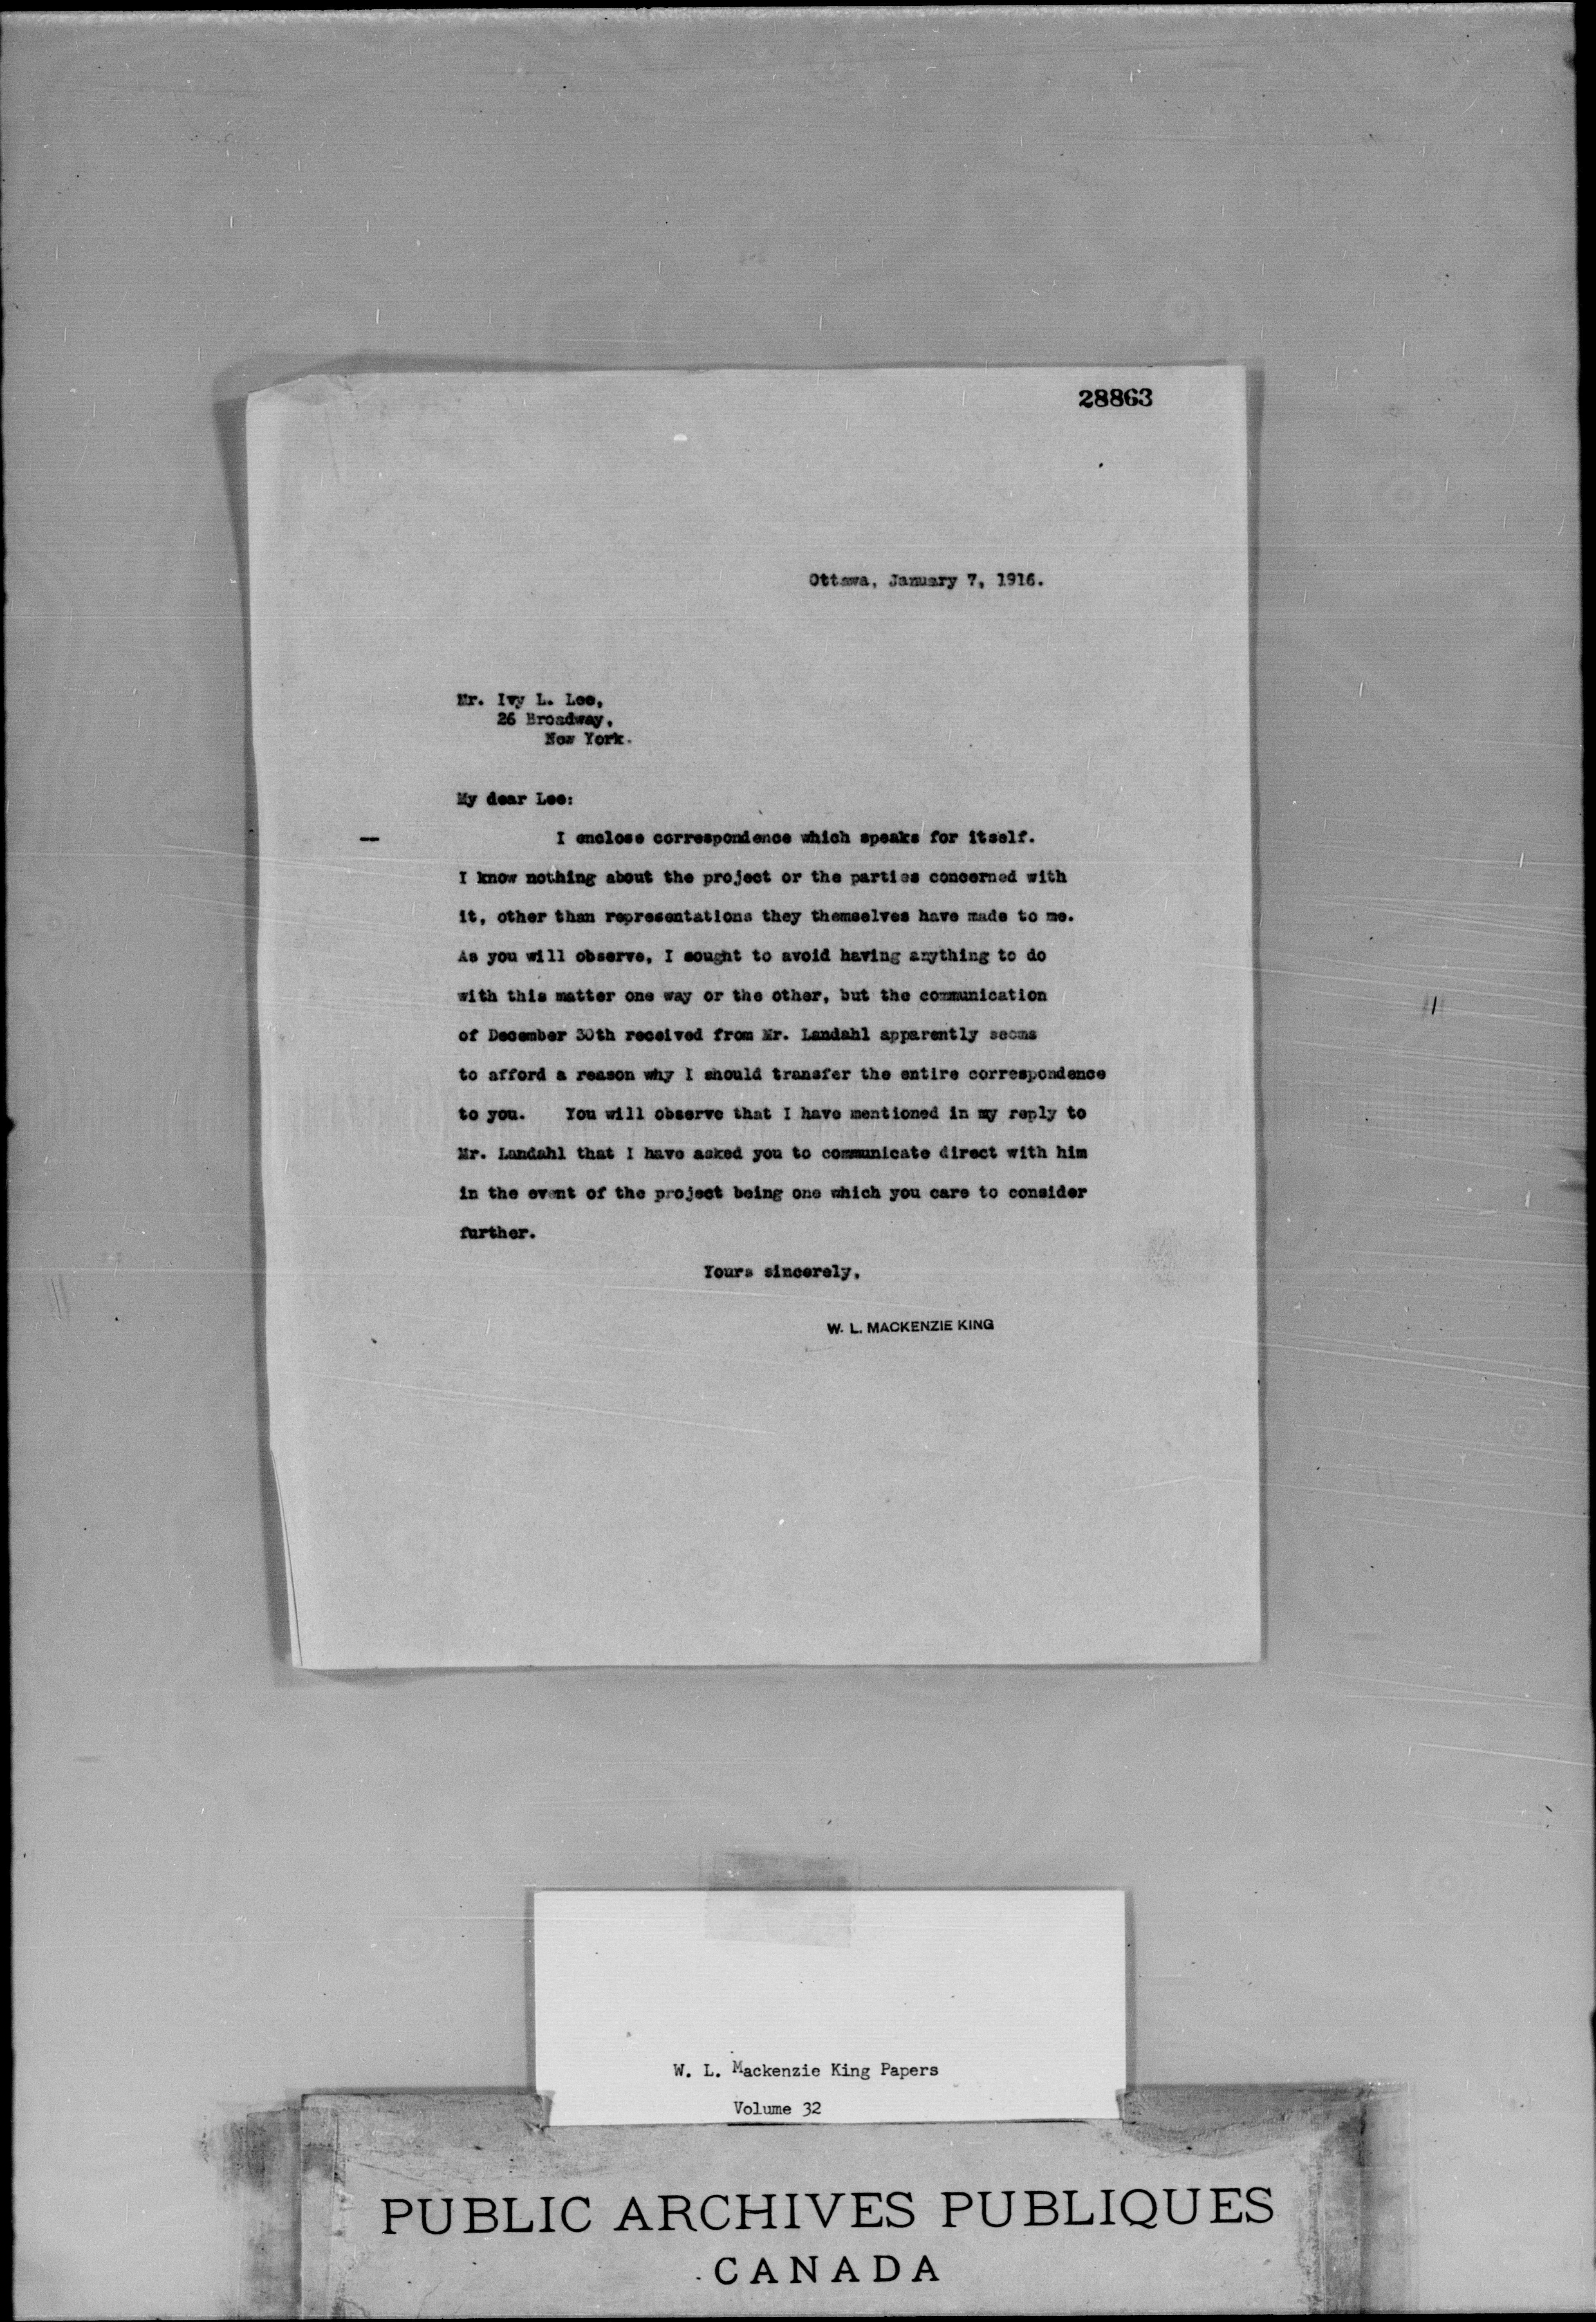 28863
Ottawa, January 7, 1916.
Mr. Ivy L. Lee,
26 Broadway,
New York.
My dear Lee:
I enclose correspondence which speaks for itself.
I know nothing about the project or the parties concerned with
it, other than representations they themselves have made to me.
As you will observe, I sought to avoid having anything to do
with this matter one way or the other, but the communication
of December 30th received from Mr. Landahl apparently seems
to afford a reason why I should transfer the entire correspondence
to you. You will observe that I have mentioned in my reply to
Mr. Landahl that I have asked you to communicate direct with him
in the event of the project being one which you care to consider
further.
Yours sincerely,
W. L. MACKENZIE KING
W. L. Mackenzie King Papers
Volume 32
PUBLIC ARCHIVES PUBLIQUES
CANADA